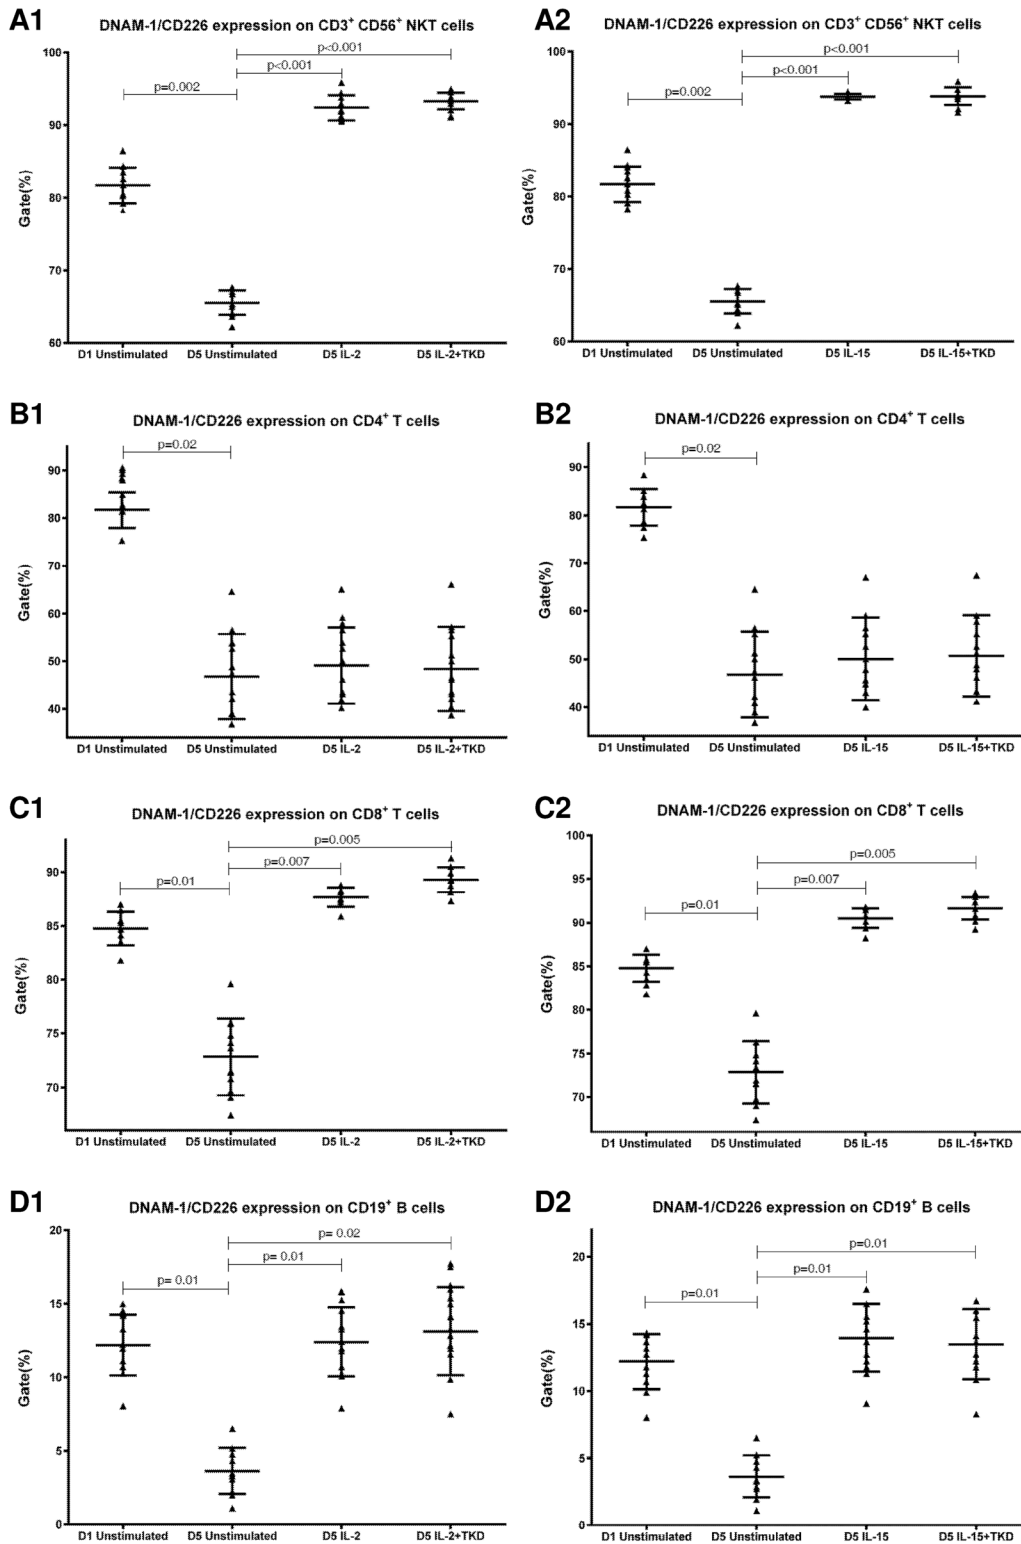 A1
DNAM-1/CD226 expression on CD3+ CD56+ NKT cells
100
90
80
70
60
Gate(%)
p=0.002
p<0.001
p<0.001
D1 Unstimulated
D5 Unstimulated
D5 IL-2
D5 IL-2+TKD
A2
DNAM-1/CD226 expression on CD3+ CD56+ NKT cells
100
90
80
70
60
Gate(%)
p=0.002
p<0.001
p<0.001
D1 Unstimulated
D5 Unstimulated
D5 IL-15
D5 IL-15+TKD
B1
DNAM-1/CD226 expression on CD4+ T cells
90
80
70
60
50
40
Gate(%)
p=0.02
D1 Unstimulated
D5 Unstimulated
D5 IL-2
D5 IL-2+TKD
B2
DNAM-1/CD226 expression on CD4+ T cells
90
80
70
60
50
40
Gate(%)
p=0.02
D1 Unstimulated
D5 Unstimulated
D5 IL-15
D5 IL-15+TKD
C1
DNAM-1/CD226 expression on CD8+ T cells
90
85
80
75
70
Gate(%)
p=0.01
p=0.007
p=0.005
D1 Unstimulated
D5 Unstimulated
D5 IL-2
D5 IL-2+TKD
C2
DNAM-1/CD226 expression on CD8+ T cells
100
95
90
85
80
75
70
Gate(%)
p=0.01
p=0.007
p=0.005
D1 Unstimulated
D5 Unstimulated
D5 IL-15
D5 IL-15+TKD
D1
DNAM-1/CD226 expression on CD19+ B cells
20
15
10
5
0
Gate(%)
p= 0.01
p= 0.01
p= 0.02
D1 Unstimulated
D5 Unstimulated
D5 IL-2
D5 IL-2+TKD
D2
DNAM-1/CD226 expression on CD19+ B cells
20
15
10
5
0
Gate(%)
p=0.01
p=0.01
p=0.01
D1 Unstimulated
D5 Unstimulated
D5 IL-15
D5 IL-15+TKD